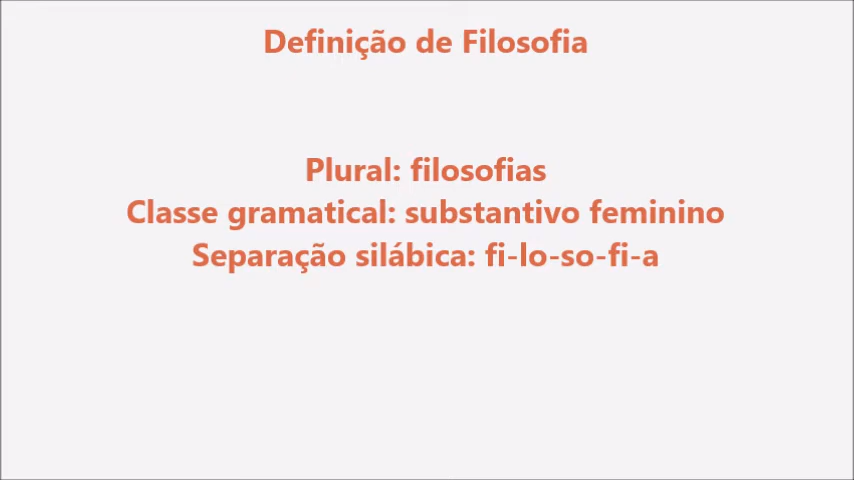 Definição de Filosofia
Plural: filosofias
Classe gramatical: substantivo feminino
Separação silábica: fi-lo-so-fi-a